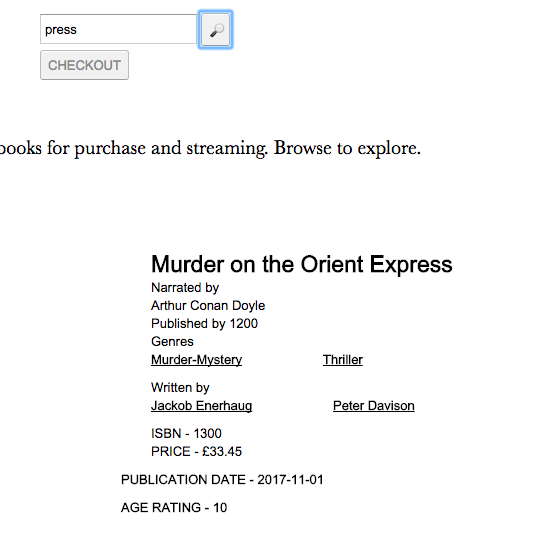 press
CHECKOUT
books for purchase and streaming. Browse to explore.
Murder on the Orient Express
Narrated by
Arthur Conan Doyle
Published by 1200
Genres
Murder-Mystery Thriller
Written by
Jackob Enerhaug Peter Davison
ISBN - 1300
PRICE - £33.45
PUBLICATION DATE - 2017-11-01
AGE RATING - 10